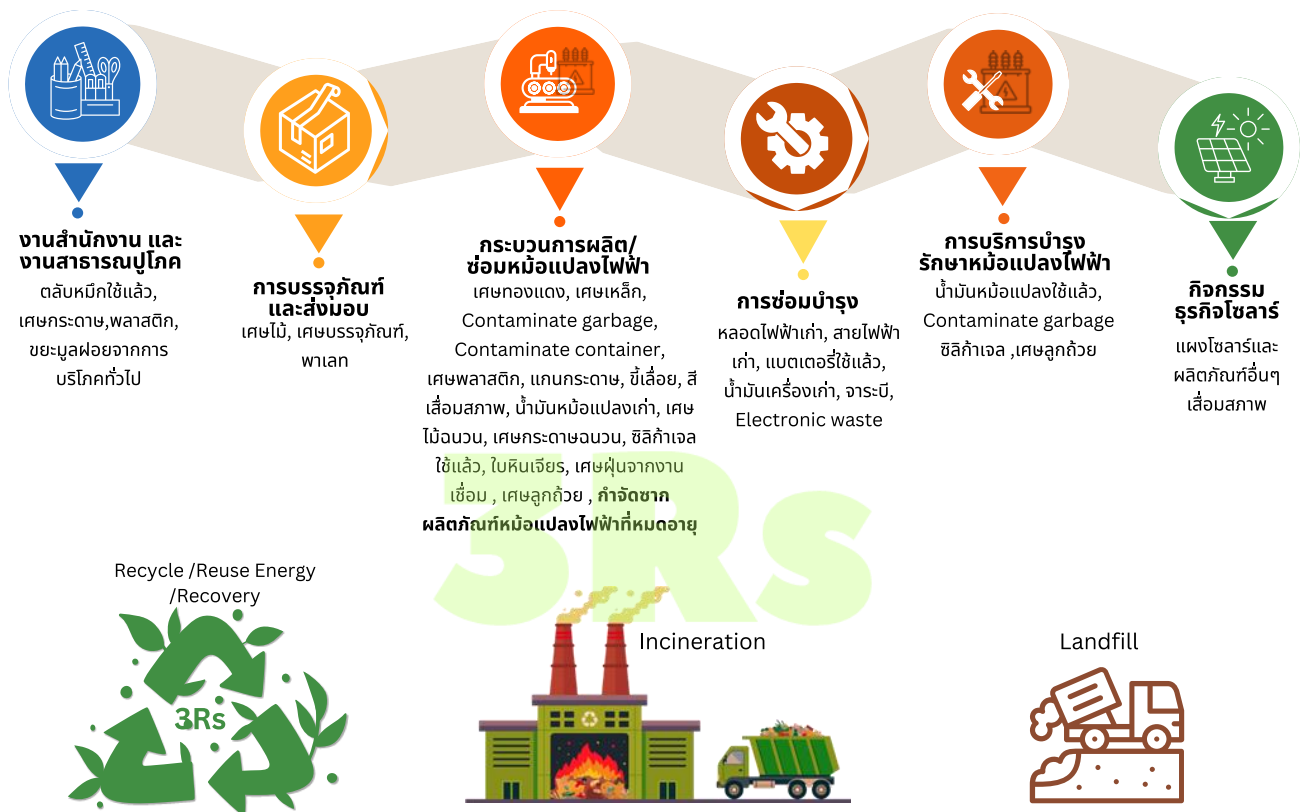 งานสำนักงาน และ
งานสาธารณปูโภค
ตลับหมึกใช้แล้ว,
เศษกระดาษ,พลาสติก,
ขยะมูลฝอยจากการ
บริโภคทั่วไป
การบรรจุภัณฑ์
และส่งมอบ
เศษไม้, เศษบรรจุภัณฑ์,
พาเลท
กระบวนการผลิต/
ซ่อมหม้อแปลงไฟฟ้า
เศษทองแดง, เศษเหล็ก,
Contaminate garbage,
Contaminate container,
เศษพลาสติก, แกนกระดาษ, ขี้เลื่อย, สี
เสื่อมสภาพ, น้ำมันหม้อแปลงเก่า, เศษ
ไม้ฉนวน, เศษกระดาษฉนวน, ซิลิก้าเจล
ใช้แล้ว, ใบหินเจียร, เศษฝุ่นจากงาน
เชื่อม , เศษลูกถ้วย , กำจัดซาก
ผลิตภัณฑ์หม้อแปลงไฟฟ้าที่หมดอายุ
การซ่อมบำรุง
หลอดไฟฟ้าเก่า, สายไฟฟ้า
เก่า, แบตเตอรี่ใช้แล้ว,
น้ำมันเครื่องเก่า, จาระบี,
Electronic waste
การบริการบำรุง
รักษาหม้อแปลงไฟฟ้า
น้ำมันหม้อแปลงใช้แล้ว,
Contaminate garbage
ซิลิก้าเจล ,เศษลูกถ้วย
กิจกรรม
ธุรกิจโซลาร์
แผงโซลาร์และ
ผลิตภัณฑ์อื่นๆ
เสื่อมสภาพ
3Rs
Recycle /Reuse Energy
/Recovery
3Rs
Incineration
Landfill